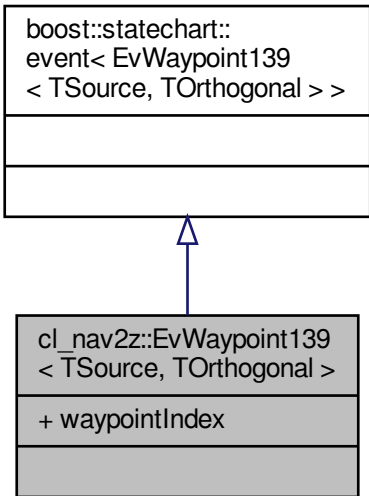 boost::statechart::
event< EvWaypoint139
< TSource, TOrthogonal > >
cl_nav2z::EvWaypoint139
< TSource, TOrthogonal >
+ waypointIndex